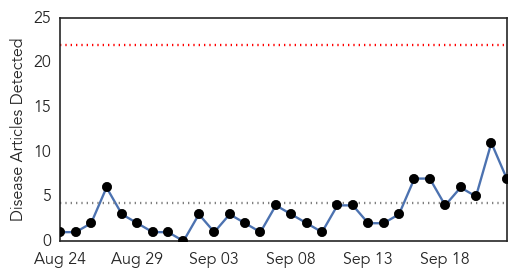 25
20
15
10
5
0
Disease Articles Detected
Aug 24
Aug 29
Sep 03
Sep 08
Sep 13
Sep 18